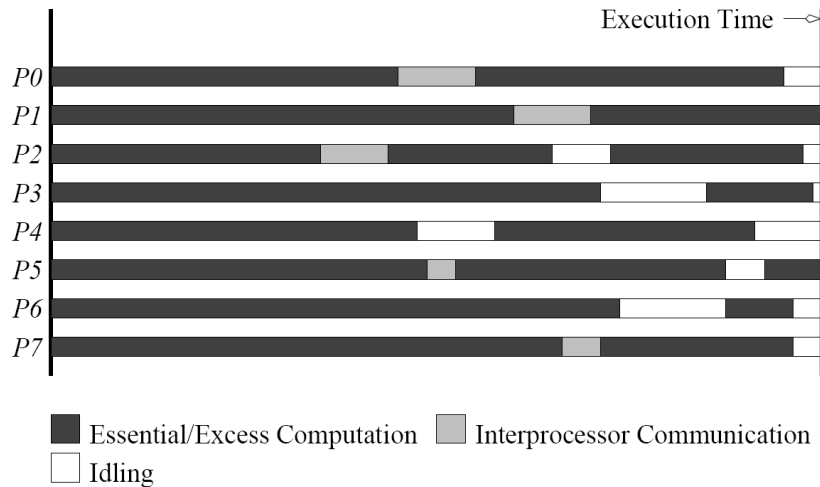 Execution Time
P0
P1
P2
P3
P4
P5
P6
P7
Essential/Excess Computation Interprocessor Communication
Idling